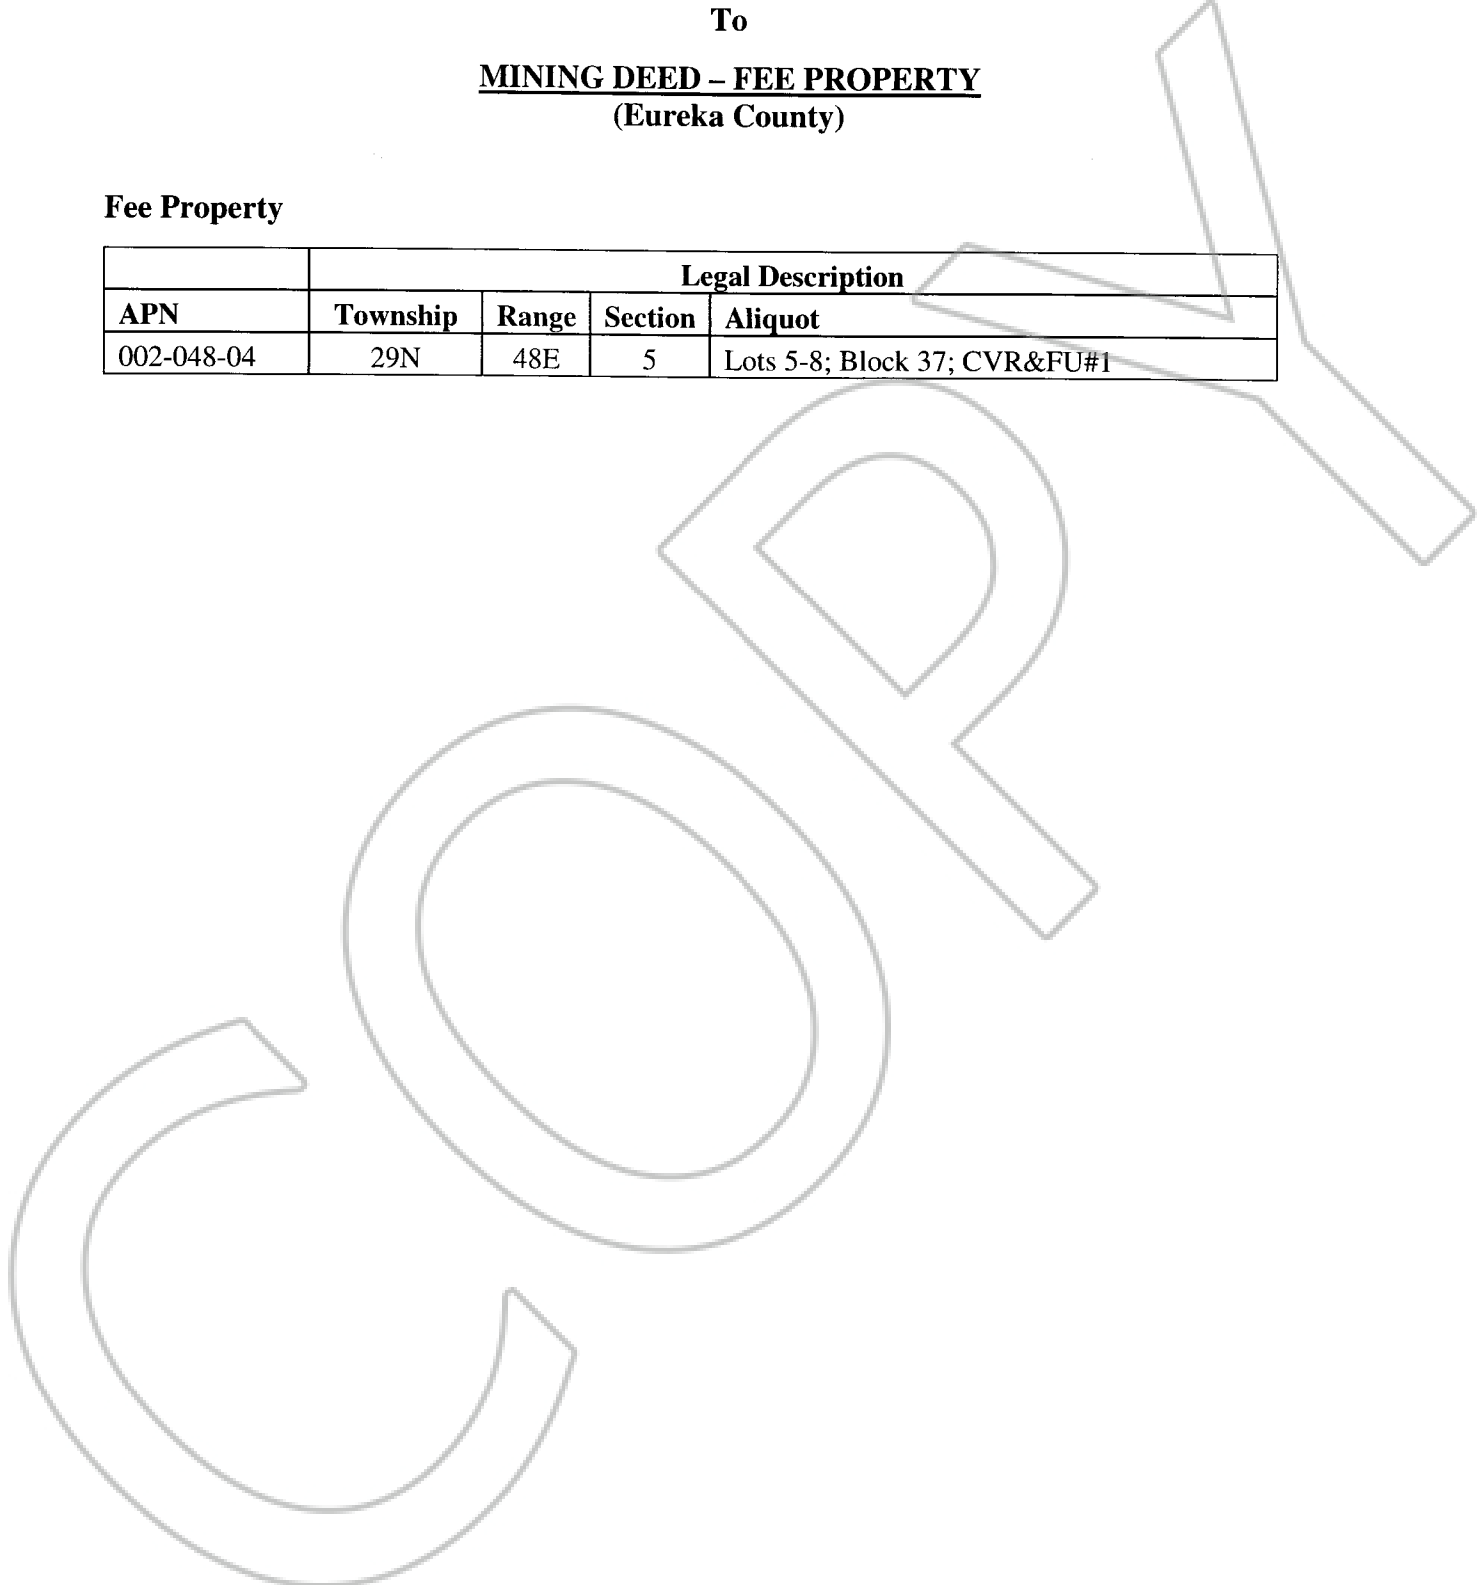 To
MINING DEED – FEE PROPERTY
(Eureka County)
Fee Property
Legal Description
APN Township Range Section Aliquot
002-048-04 29N 48E 5 Lots 5-8; Block 37; CVR&FU#1
COPY